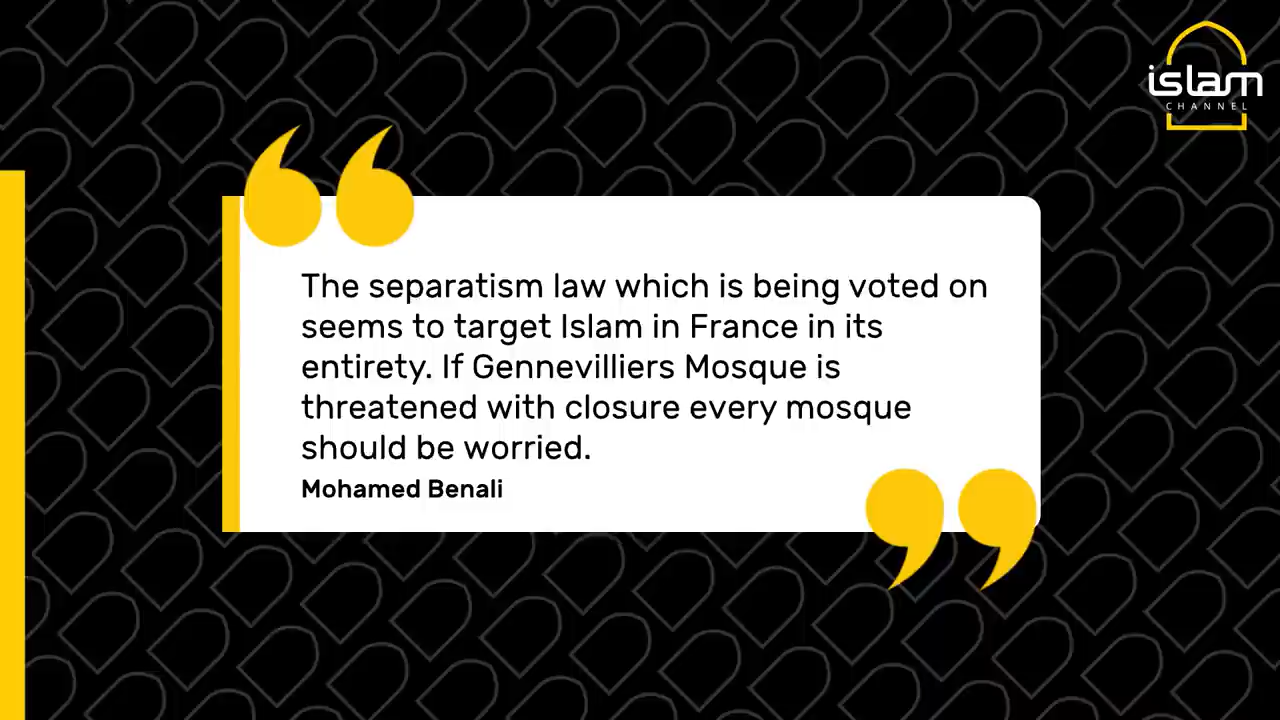 islam
CHANNEL
The separatism law which is being voted on
seems to target Islam in France in its
entirety. If Gennevilliers Mosque is
threatened with closure every mosque
should be worried.
Mohamed Benali